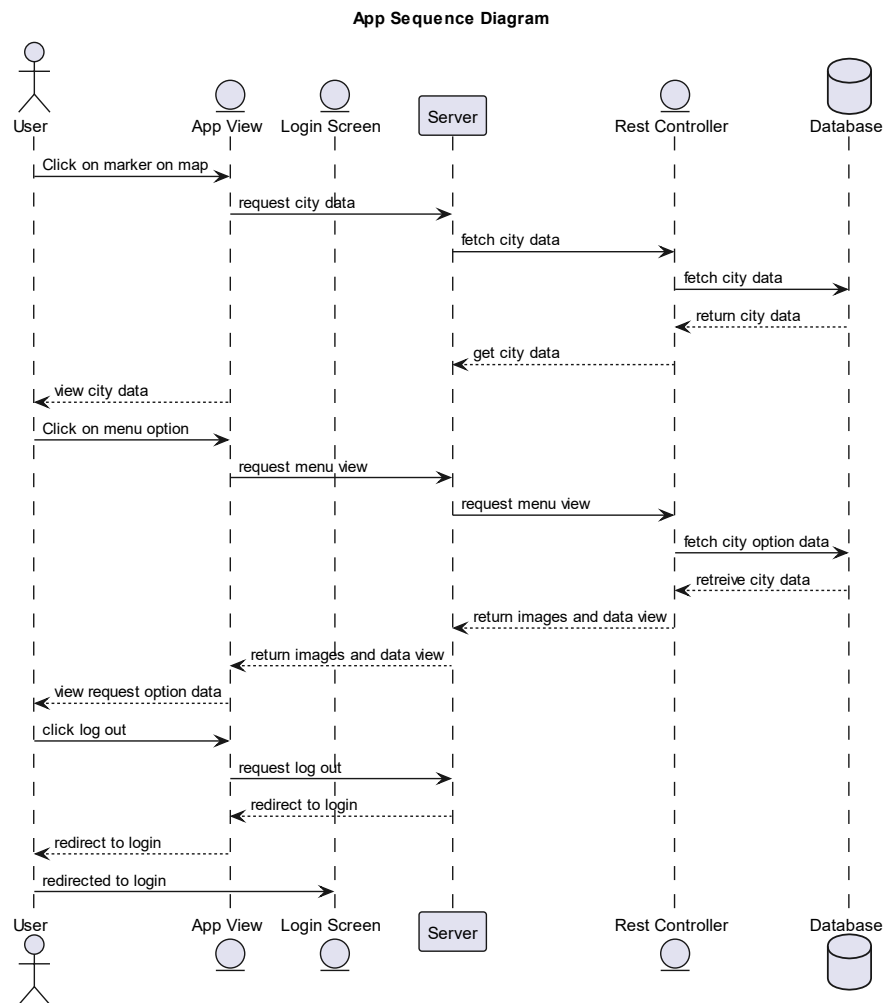 App Sequence Diagram
User
App View
Login Screen
Server
Rest Controller
Database
Click on marker on map
request city data
fetch city data
fetch city data
return city data
get city data
view city data
Click on menu option
request menu view
request menu view
fetch city option data
retreive city data
return images and data view
return images and data view
view request option data
click log out
request log out
redirect to login
redirect to login
redirected to login
User
App View
Login Screen
Server
Rest Controller
Database